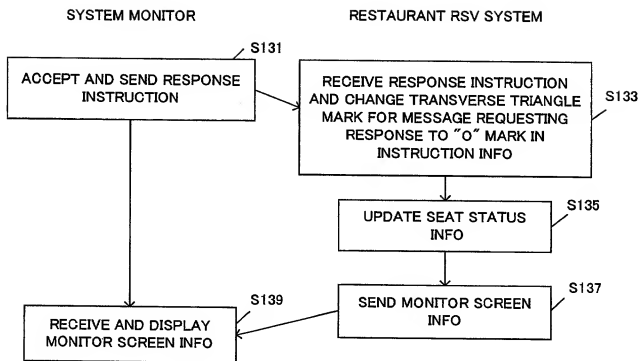 SYSTEM MONITOR
RESTAURANT RSV SYSTEM
S131
ACCEPT AND SEND RESPONSE
INSTRUCTION
RECEIVE RESPONSE INSTRUCTION
AND CHANGE TRANSVERSE TRIANGLE
MARK FOR MESSAGE REQUESTING
RESPONSE TO "O" MARK IN
INSTRUCTION INFO
S133
UPDATE SEAT STATUS
INFO
S135
SEND MONITOR SCREEN
INFO
S137
S139
RECEIVE AND DISPLAY
MONITOR SCREEN INFO